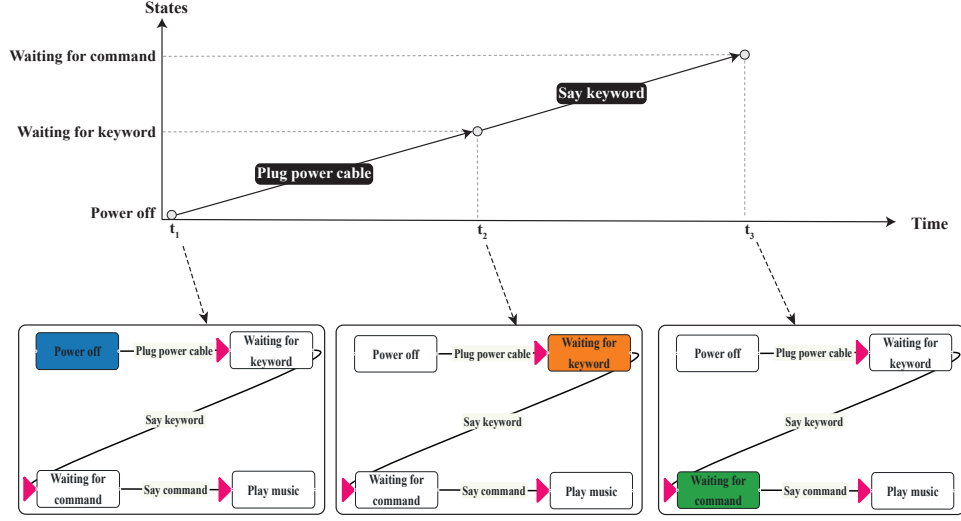 States
Waiting for command
Say keyword
Waiting for keyword
Plug power cable
Power off
t1
t2
t3
Time
Power off
Plug power cable
Waiting for
keyword
Say keyword
Waiting for
command
Say command
Play music
Power off
Plug power cable
Waiting for
keyword
Say keyword
Waiting for
command
Say command
Play music
Power off
Plug power cable
Waiting for
keyword
Say keyword
Waiting for
command
Say command
Play music